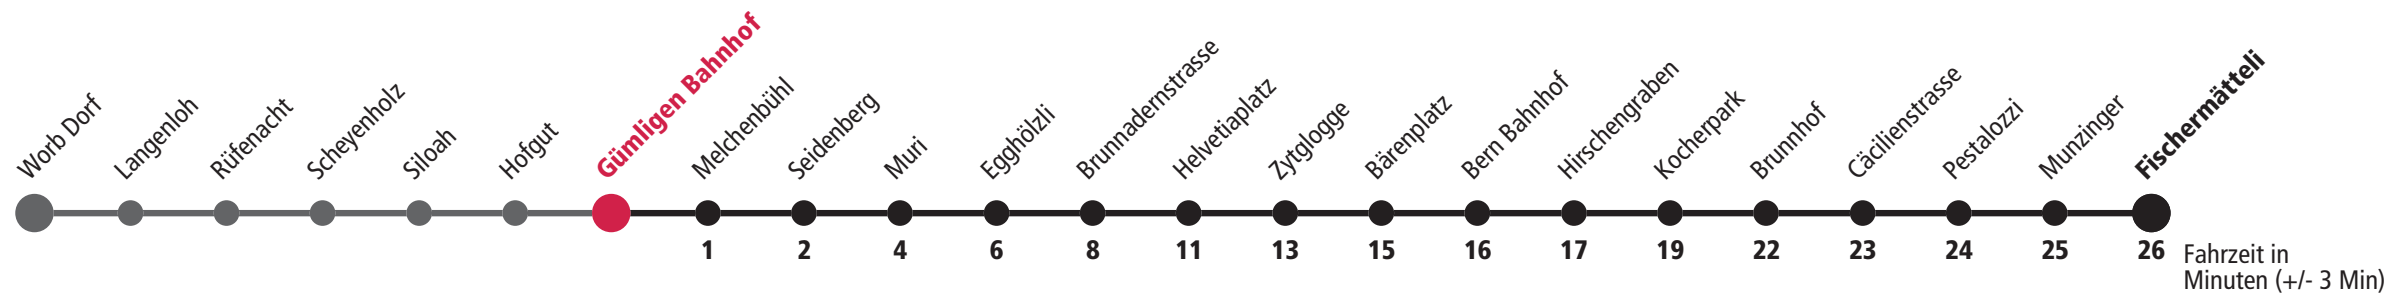 Worb Dorf
Langenloh
Rüfenacht
Scheyenholz
Siloah
Hofgut
Gümligen Bahnhof
Melchenbühl
Seidenberg
Muri
Egghölzli
Brunnadernstrasse
Helvetiaplatz
Zytglogge
Bärenplatz
Bern Bahnhof
Hirschengraben
Kocherpark
Brunnhof
Cäcilienstrasse
Pestalozzi
Munzinger
Fischermätteli
1 2 4 6 8 11 13 15 16 17 19 22 23 24 25 26
Fahrzeit in
Minuten (+/- 3 Min)